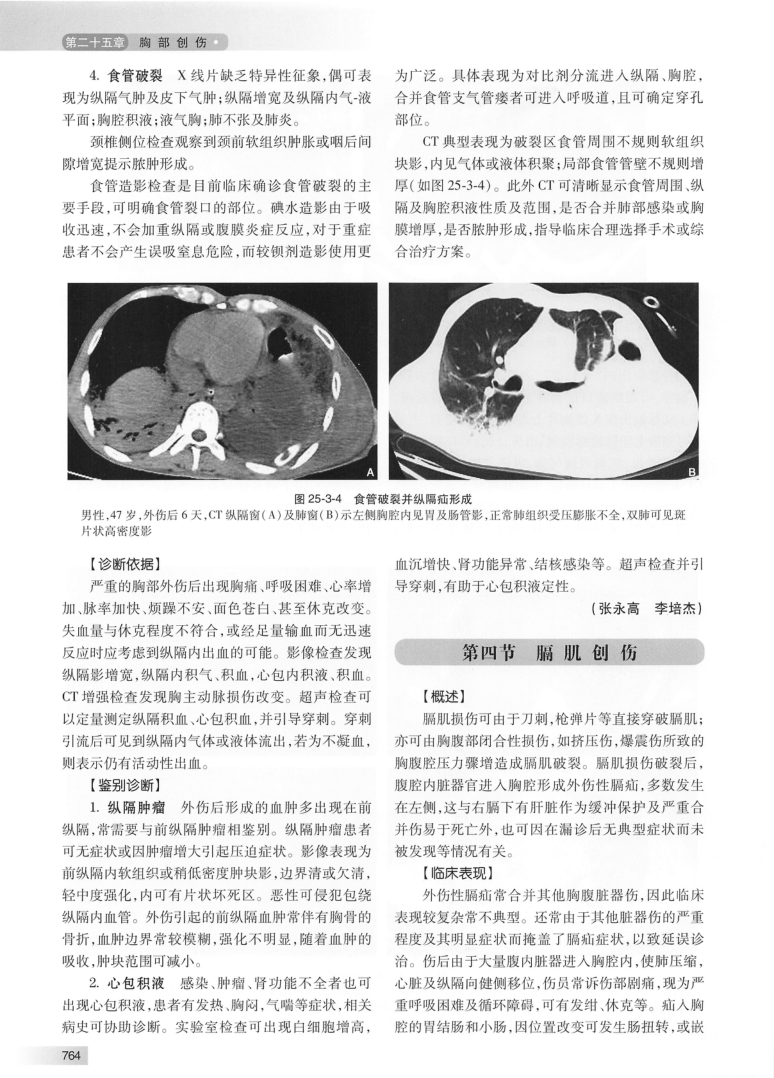 第二十五章 胸部创伤
4. 食管破裂 X 线片缺乏特异性征象,偶可表
现为纵隔气肿及皮下气肿;纵隔增宽及纵隔内气-液
平面;胸腔积液;液气胸;肺不张及肺炎。
颈椎侧位检查观察到颈前软组织肿胀或咽后间
隙增宽提示脓肿形成。
食管造影检查是目前临床确诊食管破裂的主
要手段,可明确食管裂口的部位。碘水造影由于吸
收迅速,不会加重纵隔或腹膜炎症反应,对于重症
患者不会产生误吸窒息危险,而较钡剂造影使用更
为广泛。具体表现为对比剂分流进入纵隔、胸腔,
合并食管支气管瘘者可进入呼吸道,且可确定穿孔
部位。
CT 典型表现为破裂区食管周围不规则软组织
块影,内见气体或液体积聚;局部食管管壁不规则增
厚(如图 25-3-4)。此外 CT 可清晰显示食管周围、纵
隔及胸腔积液性质及范围,是否合并肺部感染或胸
膜增厚,是否脓肿形成,指导临床合理选择手术或综
合治疗方案。
A
B
图 25-3-4 食管破裂并纵隔疝形成
男性,47 岁,外伤后 6 天,CT 纵隔窗(A)及肺窗(B)示左侧胸腔内见胃及肠管影,正常肺组织受压膨胀不全,双肺可见斑
片状高密度影
【诊断依据】
严重的胸部外伤后出现胸痛、呼吸困难、心率增
加、脉率加快、烦躁不安、面色苍白、甚至休克改变。
失血量与休克程度不符合,或经足量输血而无迅速
反应时应考虑到纵隔内出血的可能。影像检查发现
纵隔影增宽,纵隔内积气、积血,心包内积液、积血。
CT 增强检查发现胸主动脉损伤改变。超声检查可
以定量测定纵隔积血、心包积血,并引导穿刺。穿刺
引流后可见到纵隔内气体或液体流出,若为不凝血,
则表示仍有活动性出血。
【鉴别诊断】
1. 纵隔肿瘤 外伤后形成的血肿多出现在前
纵隔,常需要与前纵隔肿瘤相鉴别。纵隔肿瘤患者
可无症状或因肿瘤增大引起压迫症状。影像表现为
前纵隔内软组织或稍低密度肿块影,边界清或欠清,
轻中度强化,内可有片状坏死区。恶性可侵犯包绕
纵隔内血管。外伤引起的前纵隔血肿常伴有胸骨的
骨折,血肿边界常较模糊,强化不明显,随着血肿的
吸收,肿块范围可减小。
2. 心包积液 感染、肿瘤、肾功能不全者也可
出现心包积液,患者有发热、胸闷,气喘等症状,相关
病史可协助诊断。实验室检查可出现白细胞增高,
血沉增快、肾功能异常、结核感染等。超声检查并引
导穿刺,有助于心包积液定性。
(张永高 李培杰)
第四节 膈肌创伤
【概述】
膈肌损伤可由于刀刺,枪弹片等直接穿破膈肌;
亦可由胸腹部闭合性损伤,如挤压伤,爆震伤所致的
胸腹腔压力骤增造成膈肌破裂。膈肌损伤破裂后,
腹腔内脏器官进入胸腔形成外伤性膈疝,多数发生
在左侧,这与右膈下有肝脏作为缓冲保护及严重合
并伤易于死亡外,也可因在漏诊后无典型症状而未
被发现等情况有关。
【临床表现】
外伤性膈疝常合并其他胸腹脏器伤,因此临床
表现较复杂常不典型。还常由于其他脏器伤的严重
程度及其明显症状而掩盖了膈疝症状,以致延误诊
治。伤后由于大量腹内脏器进入胸腔内,使肺压缩,
心脏及纵隔向健侧移位,伤员常诉伤部剧痛,现为严
重呼吸困难及循环障碍,可有发绀、休克等。疝入胸
腔的胃结肠和小肠,因位置改变可发生肠扭转,或嵌
764